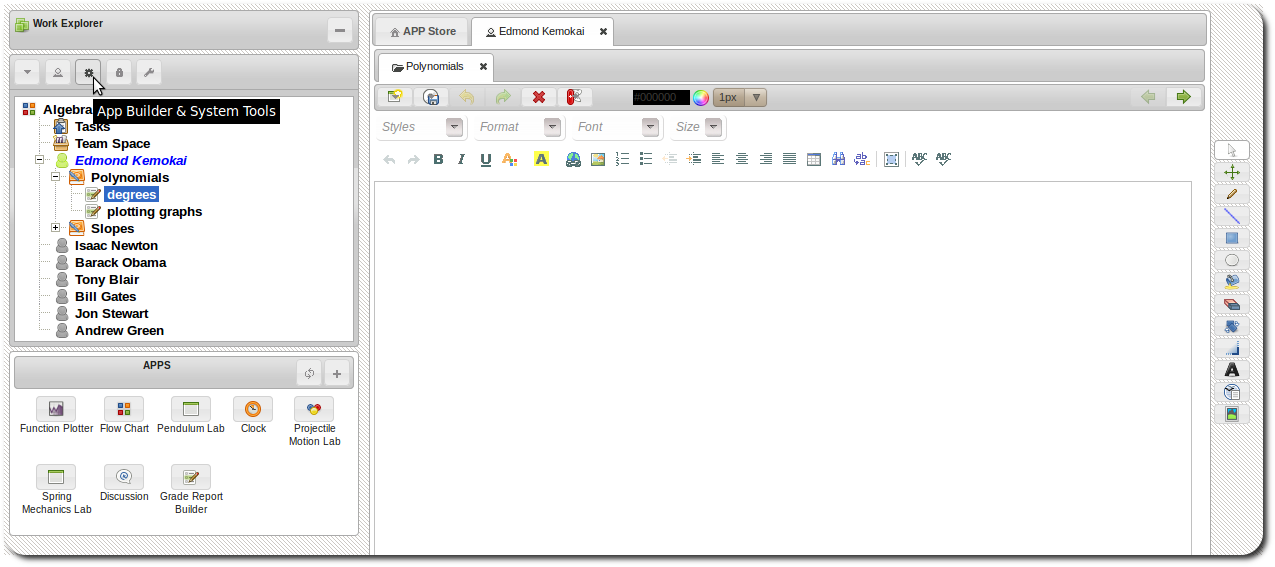 Work Explorer
APP Store
Edmond Kemokai
Polynomials
#000000
1px
Styles
Format
Font
Size
B I U A A
ABC ABC
Algebra
App Builder & System Tools
Tasks
Team Space
Edmond Kemokai
Polynomials
degrees
plotting graphs
Slopes
Isaac Newton
Barack Obama
Tony Blair
Bill Gates
Jon Stewart
Andrew Green
APPS
Function Plotter
Flow Chart
Pendulum Lab
Clock
Projectile
Motion Lab
Spring
Mechanics Lab
Discussion
Grade Report
Builder
A